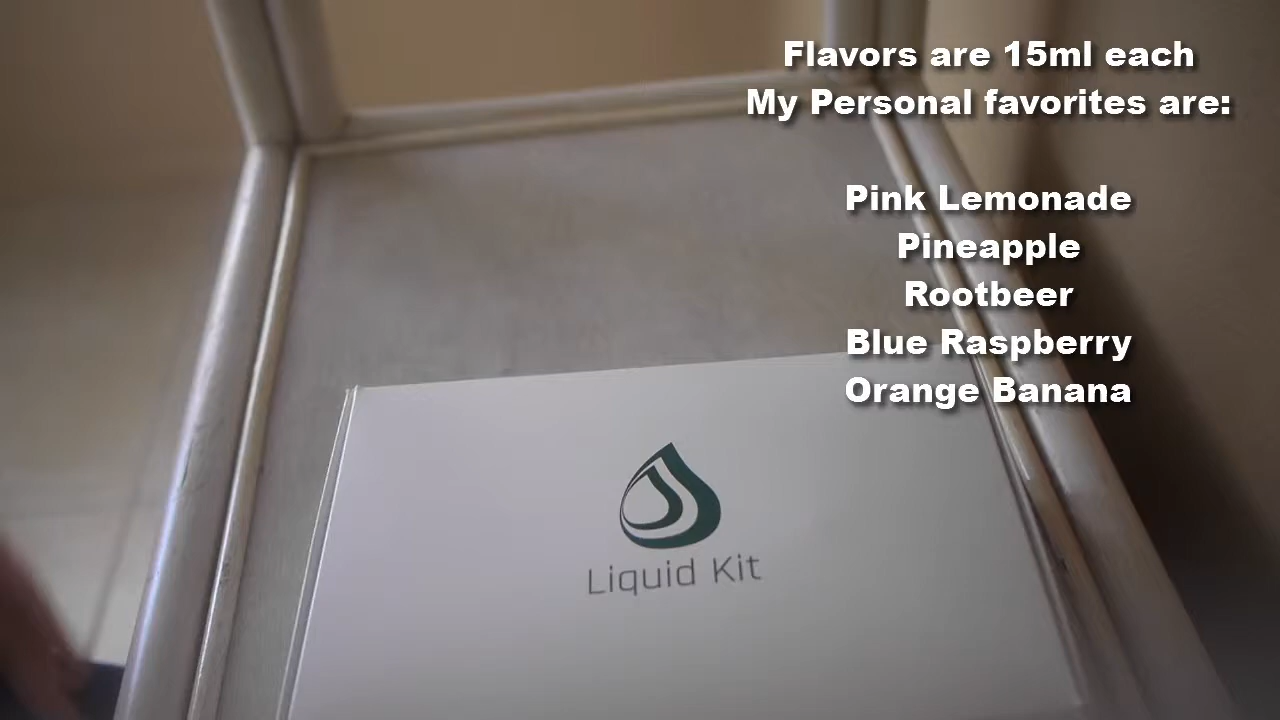 Flavors are 15ml each
My Personal favorites are:
Pink Lemonade
Pineapple
Rootbeer
Blue Raspberry
Orange Banana
Liquid Kit